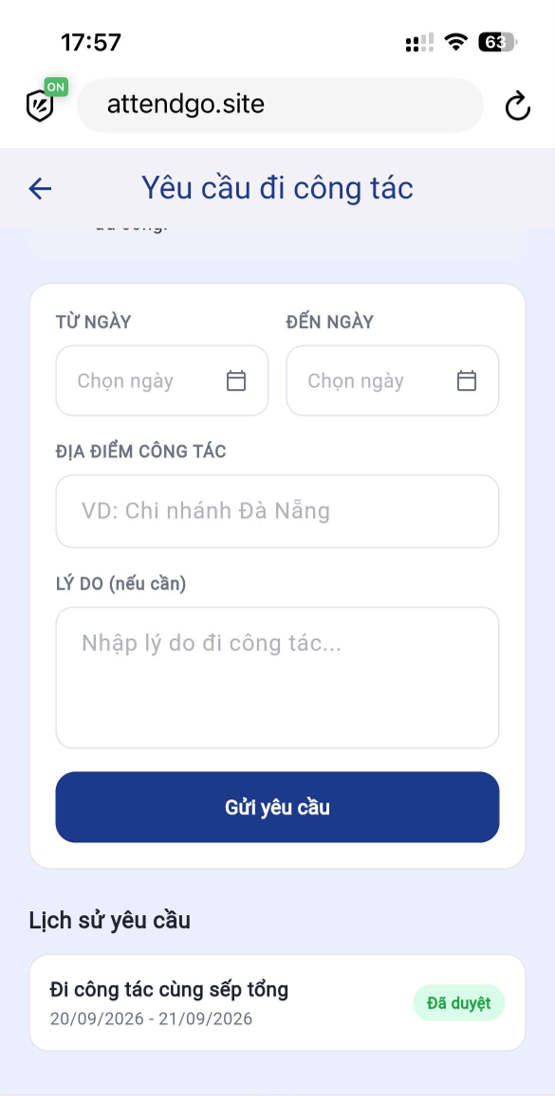 17:57
63
ON
attendgo.site
Yêu cầu đi công tác
TỪ NGÀY
ĐẾN NGÀY
Chọn ngày
Chọn ngày
ĐỊA ĐIỂM CÔNG TÁC
VD: Chi nhánh Đà Nẵng
LÝ DO (nếu cần)
Nhập lý do đi công tác...
Gửi yêu cầu
Lịch sử yêu cầu
Đi công tác cùng sếp tổng
20/09/2026 - 21/09/2026
Đã duyệt